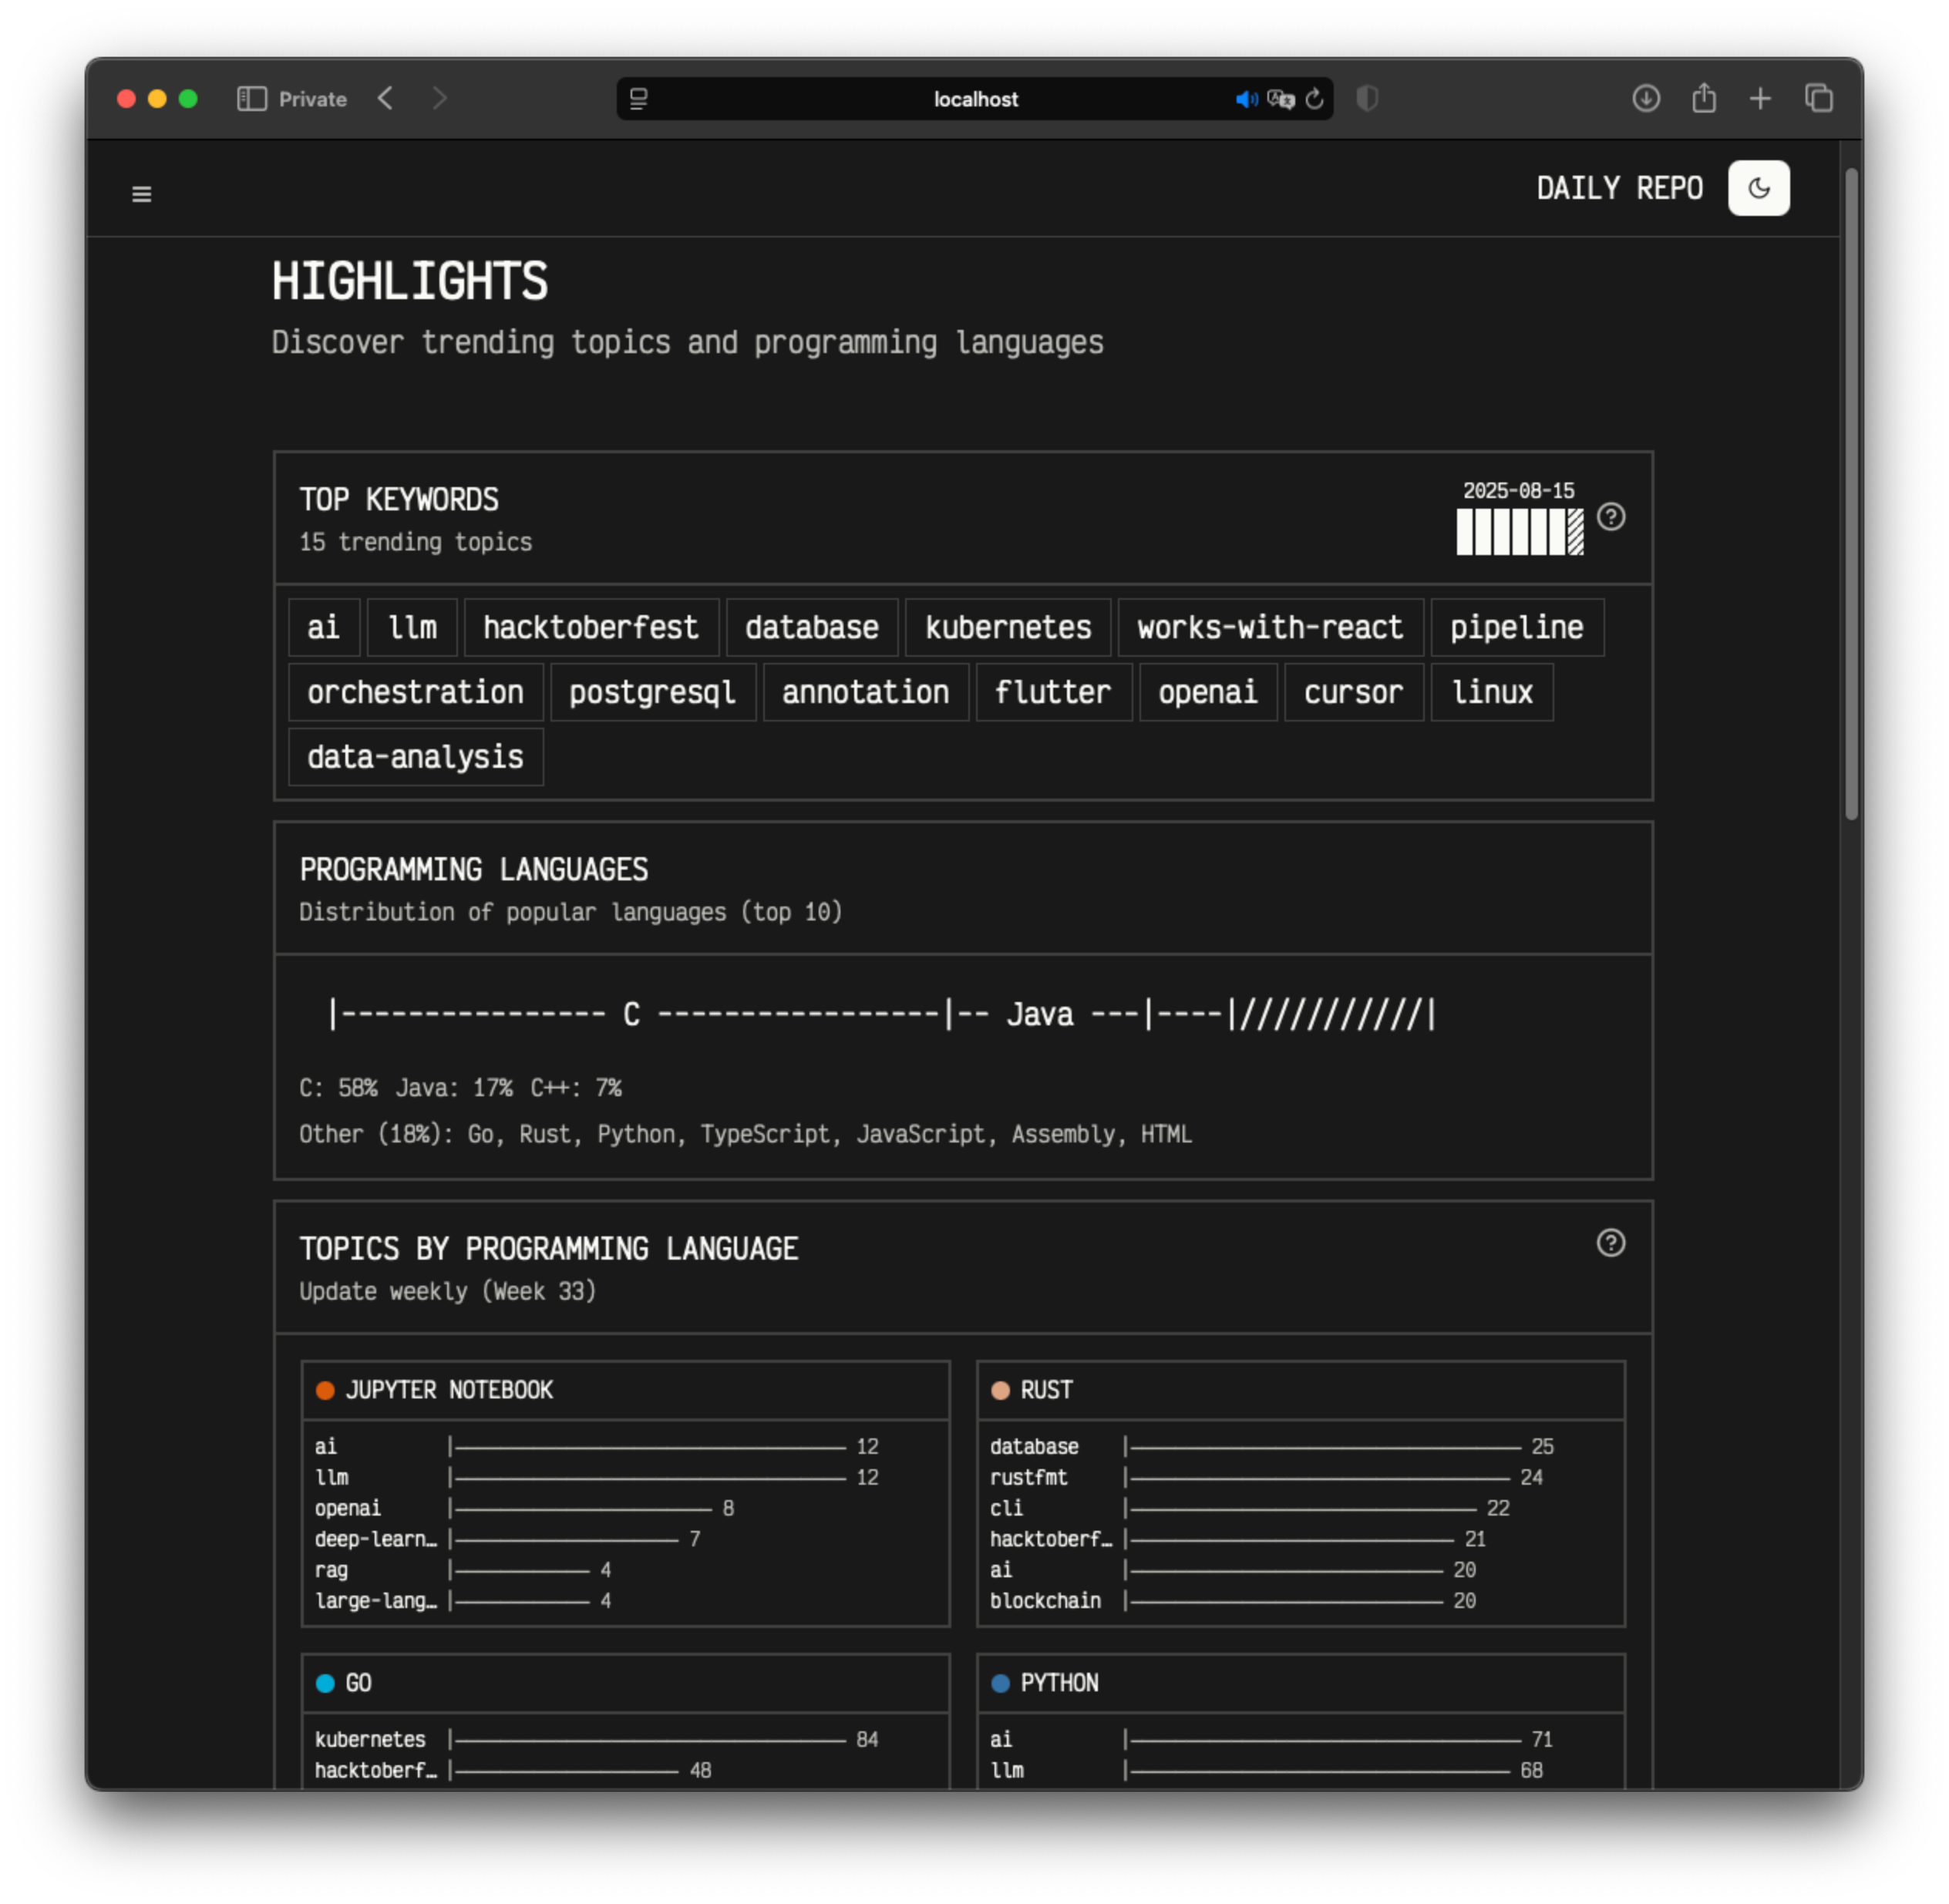 Private
localhost
DAILY REPO
HIGHLIGHTS
Discover trending topics and programming languages
TOP KEYWORDS
15 trending topics
2025-08-15
ai llm hacktoberfest database kubernetes works-with-react pipeline
orchestration postgresql annotation flutter openai cursor linux
data-analysis
PROGRAMMING LANGUAGES
Distribution of popular languages (top 10)
|---------------- C -----------------|-- Java ---|----|///////////|
C: 58% Java: 17% C++: 7%
Other (18%): Go, Rust, Python, TypeScript, JavaScript, Assembly, HTML
TOPICS BY PROGRAMMING LANGUAGE
Update weekly (Week 33)
JUPYTER NOTEBOOK
ai 12
llm 12
openai 8
deep-learn… 7
rag 4
large-lang… 4
RUST
database 25
rustfmt 24
cli 22
hacktoberf… 21
ai 20
blockchain 20
GO
kubernetes 84
hacktoberf… 48
PYTHON
ai 71
llm 68